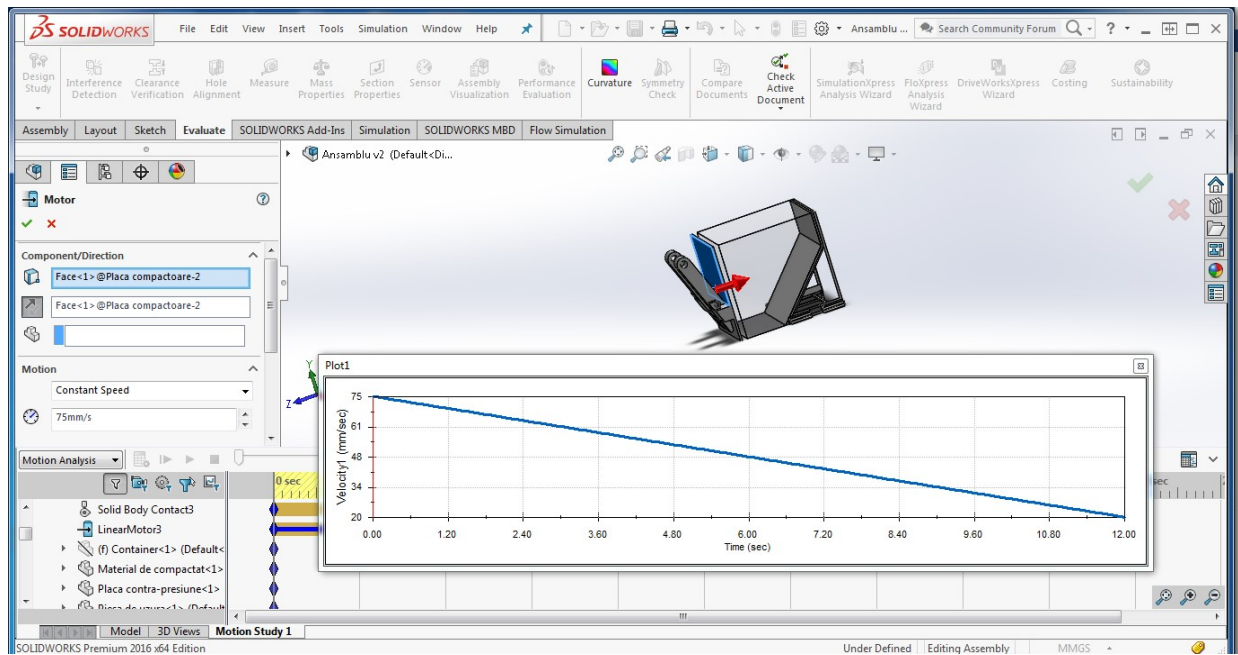 SOLIDWORKS File Edit View Insert Tools Simulation Window Help Ansamblu ... Search Community Forum
Design Study
Interference Detection
Clearance Verification
Hole Alignment
Measure
Mass Properties
Section Properties
Sensor
Assembly Visualization
Performance Evaluation
Curvature
Symmetry Check
Compare Documents
Check Active Document
SimulationXpress Analysis Wizard
FloXpress Analysis Wizard
DriveWorksXpress Wizard
Costing
Sustainability
Assembly Layout Sketch Evaluate SOLIDWORKS Add-Ins Simulation SOLIDWORKS MBD Flow Simulation
Ansamblu v2 (Default<Di...
Motor
Component/Direction
Face<1>@Placa compactoare-2
Face<1>@Placa compactoare-2
Motion
Constant Speed
75mm/s
Y
Z
Plot1
Velocity1 (mm/sec)
75
61
48
34
20
0.00 1.20 2.40 3.60 4.80 6.00 7.20 8.40 9.60 10.80 12.00
Time (sec)
Motion Analysis
0 sec
sec
Solid Body Contact3
LinearMotor3
(f) Container<1> (Default<
Material de compactat<1>
Placa contra-presiune<1>
Model 3D Views Motion Study 1
SOLIDWORKS Premium 2016 x64 Edition Under Defined Editing Assembly MMGS